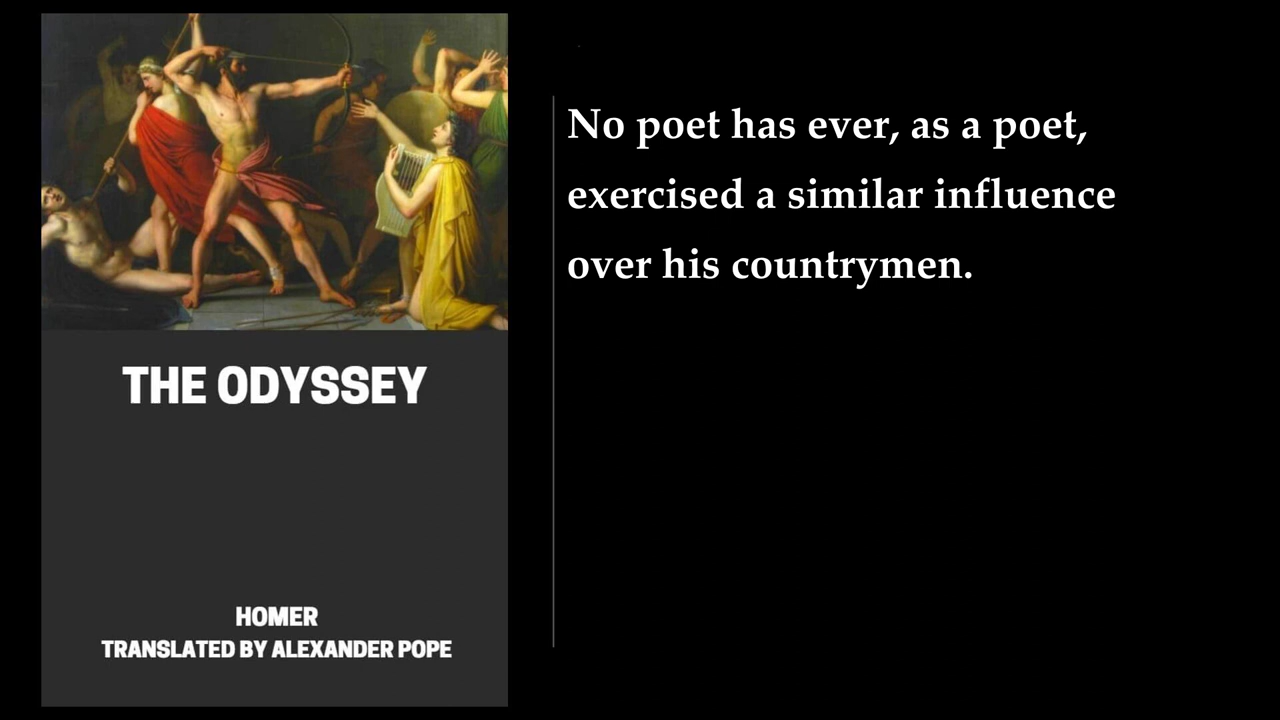 THE ODYSSEY
HOMER
TRANSLATED BY ALEXANDER POPE
No poet has ever, as a poet,
exercised a similar influence
over his countrymen.